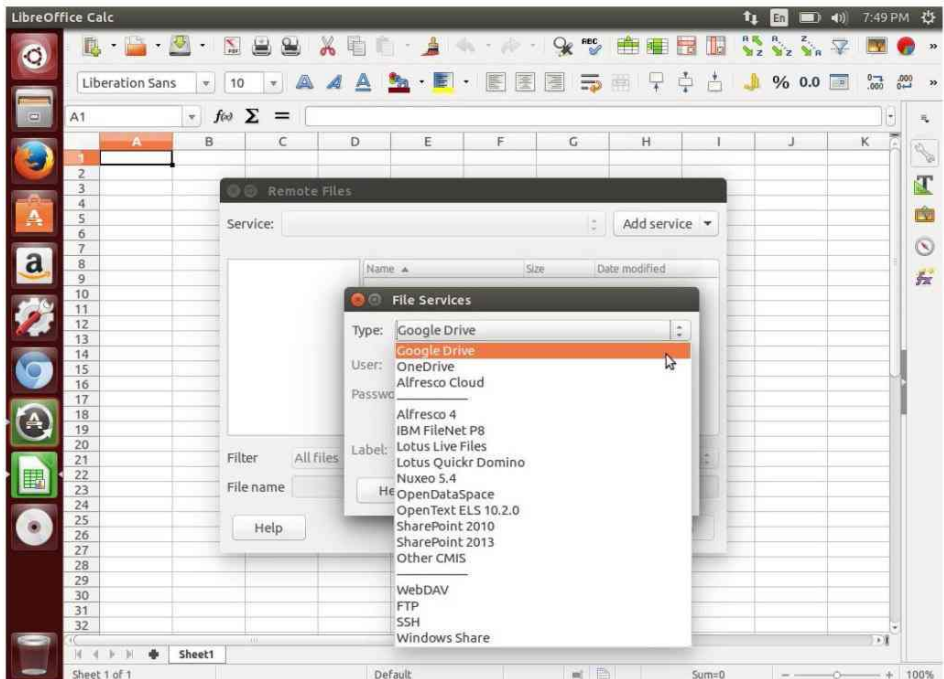 LibreOffice Calc
En
7:49 PM
Liberation Sans
10
% 0.0
A1
f(x) Σ =
A B C D E F G H I J K
1
2
3
4
5
6
7
8
9
10
11
12
13
14
15
16
17
18
19
20
21
22
23
24
25
26
27
28
29
30
31
32
Remote Files
Service:
Add service
Name
Size
Date modified
File Services
Type: Google Drive
Google Drive
User:
OneDrive
Alfresco Cloud
Passwo
Alfresco 4
IBM FileNet P8
Label:
Lotus Live Files
Lotus Quickr Domino
Nuxeo 5.4
OpenDataSpace
OpenText ELS 10.2.0
SharePoint 2010
SharePoint 2013
Other CMIS
WebDAV
FTP
SSH
Windows Share
He
Filter
All files
File name
Help
Sheet1
Sheet 1 of 1
Default
Sum=0
100%